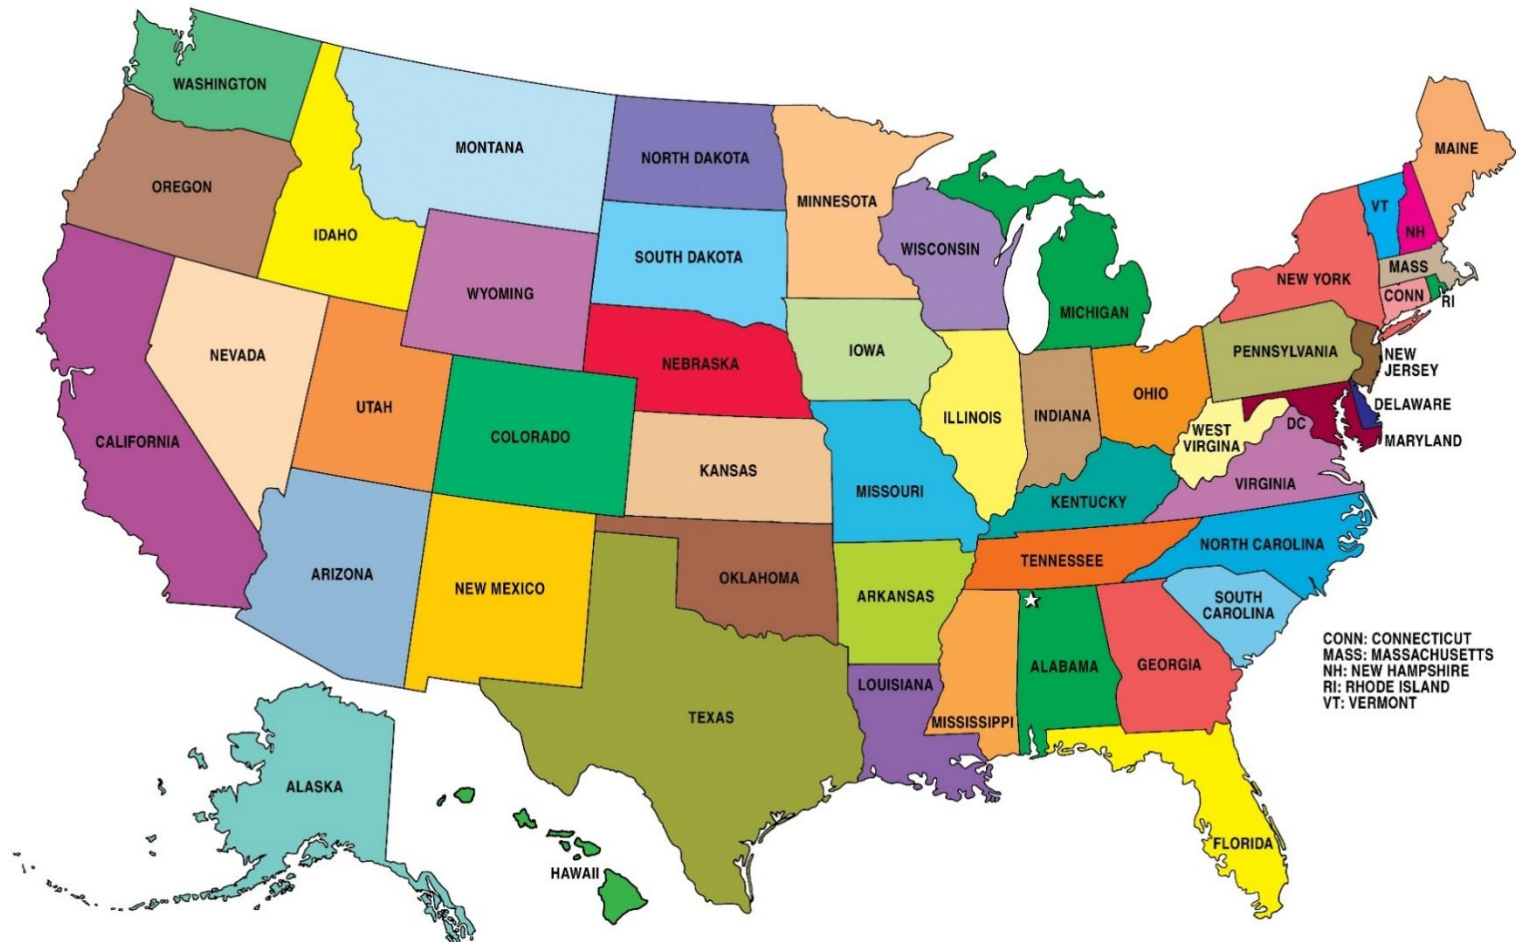 WASHINGTON
MONTANA
NORTH DAKOTA
MINNESOTA
MAINE
OREGON
IDAHO
WYOMING
SOUTH DAKOTA
WISCONSIN
MICHIGAN
NEW YORK
VT
NH
MASS
CONN
RI
NEVADA
UTAH
COLORADO
NEBRASKA
IOWA
ILLINOIS
INDIANA
OHIO
PENNSYLVANIA
NEW
JERSEY
DELAWARE
MARYLAND
DC
WEST
VIRGINA
VIRGINIA
CALIFORNIA
KANSAS
MISSOURI
KENTUCKY
ARIZONA
NEW MEXICO
OKLAHOMA
ARKANSAS
TENNESSEE
NORTH CAROLINA
SOUTH
CAROLINA
TEXAS
LOUISIANA
MISSISSIPPI
ALABAMA
GEORGIA
FLORIDA
ALASKA
HAWAII
CONN: CONNECTICUT
MASS: MASSACHUSETTS
NH: NEW HAMPSHIRE
RI: RHODE ISLAND
VT: VERMONT